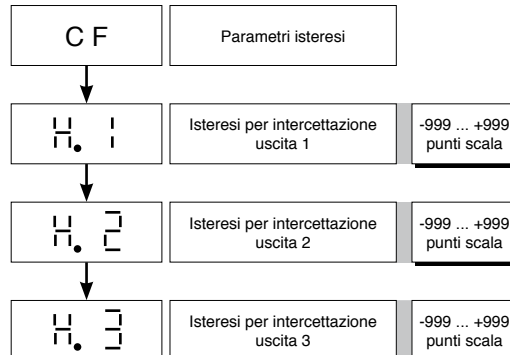 C F
Parametri isteresi
H. 1
Isteresi per intercettazione
uscita 1
-999 ... +999
punti scala
H. 2
Isteresi per intercettazione
uscita 2
-999 ... +999
punti scala
H. 3
Isteresi per intercettazione
uscita 3
-999 ... +999
punti scala